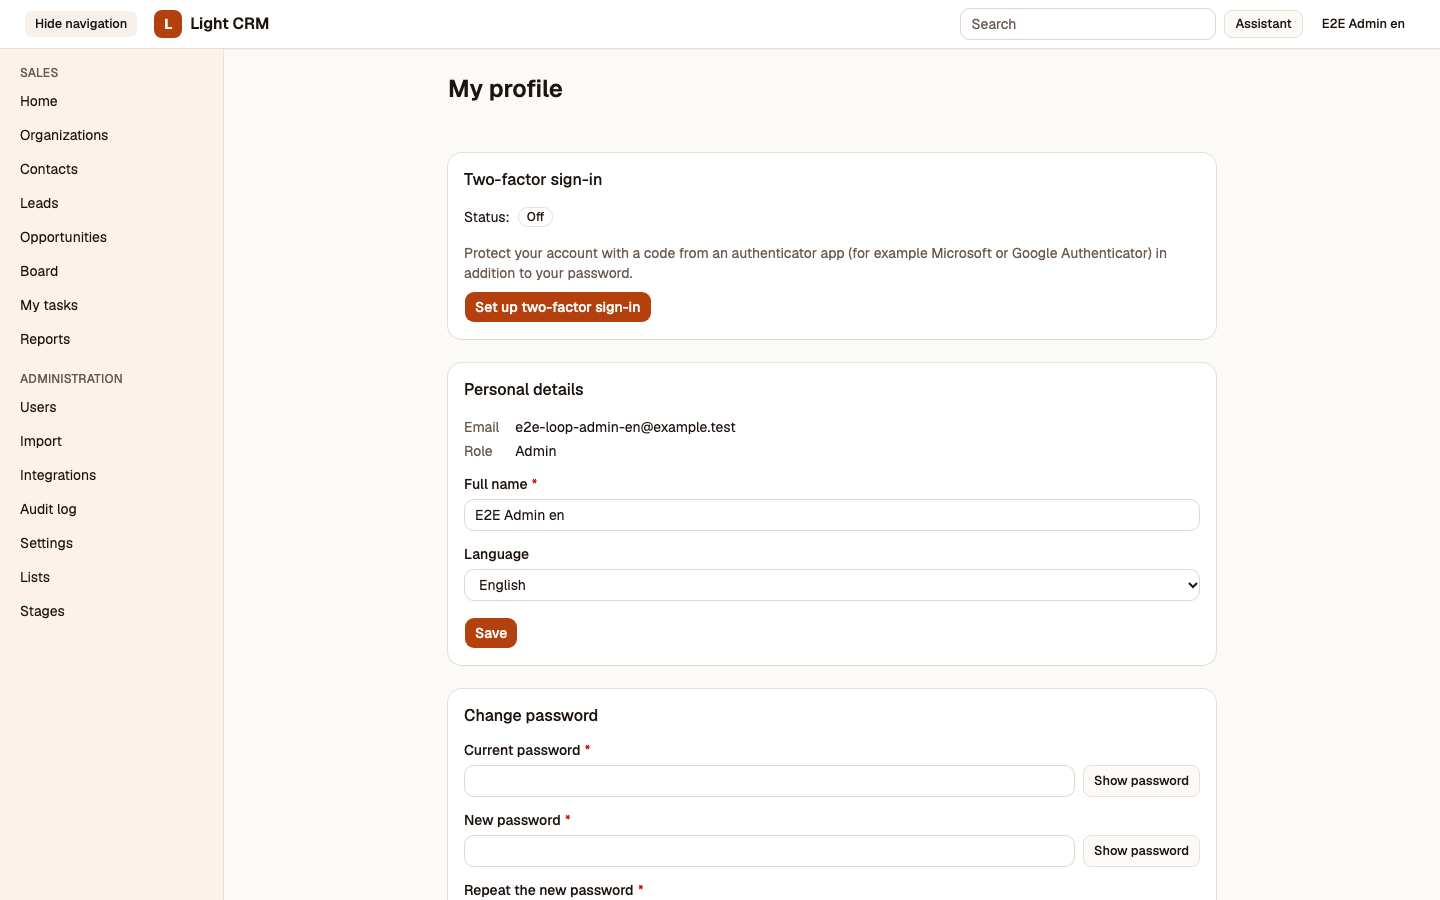 Hide navigation
L
Light CRM
Search
Assistant
E2E Admin en
SALES
Home
Organizations
Contacts
Leads
Opportunities
Board
My tasks
Reports
ADMINISTRATION
Users
Import
Integrations
Audit log
Settings
Lists
Stages
My profile
Two-factor sign-in
Status: Off
Protect your account with a code from an authenticator app (for example Microsoft or Google Authenticator) in
addition to your password.
Set up two-factor sign-in
Personal details
Email e2e-loop-admin-en@example.test
Role Admin
Full name *
E2E Admin en
Language
English
Save
Change password
Current password *
Show password
New password *
Show password
Repeat the new password *